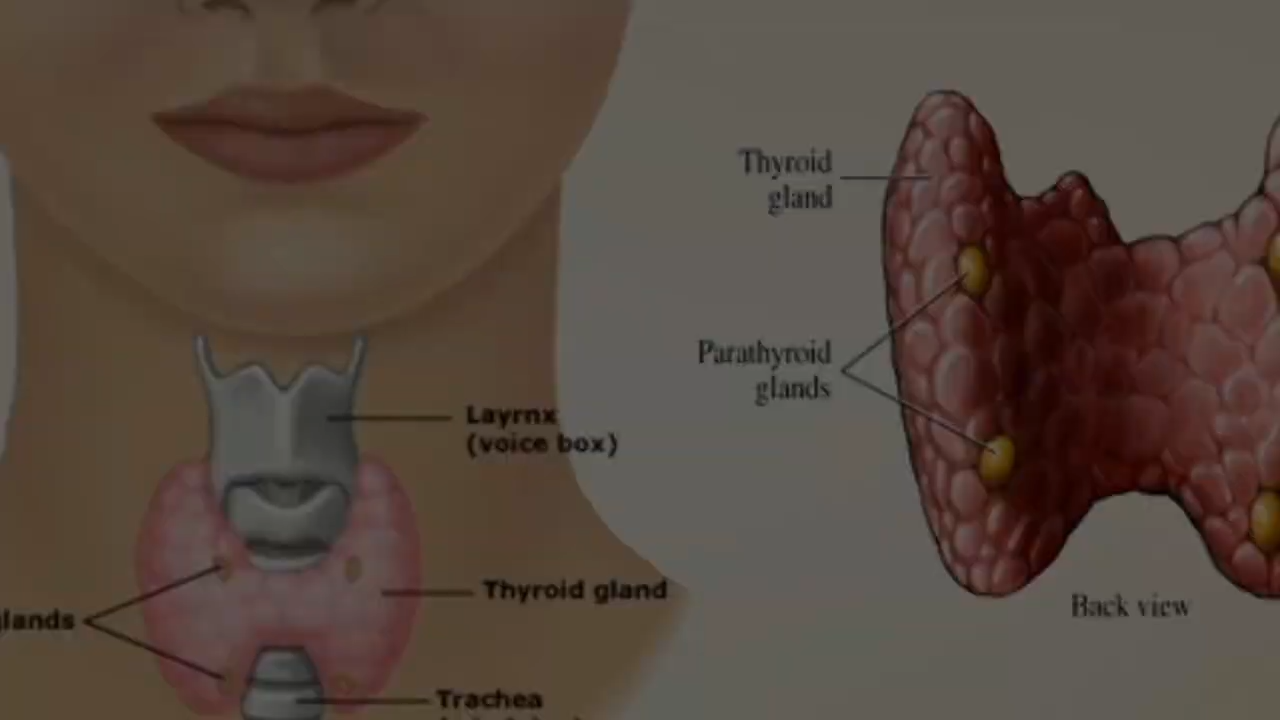 Layrnx
(voice box)
Thyroid gland
lands
Trachea
Thyroid
gland
Parathyroid
glands
Back view